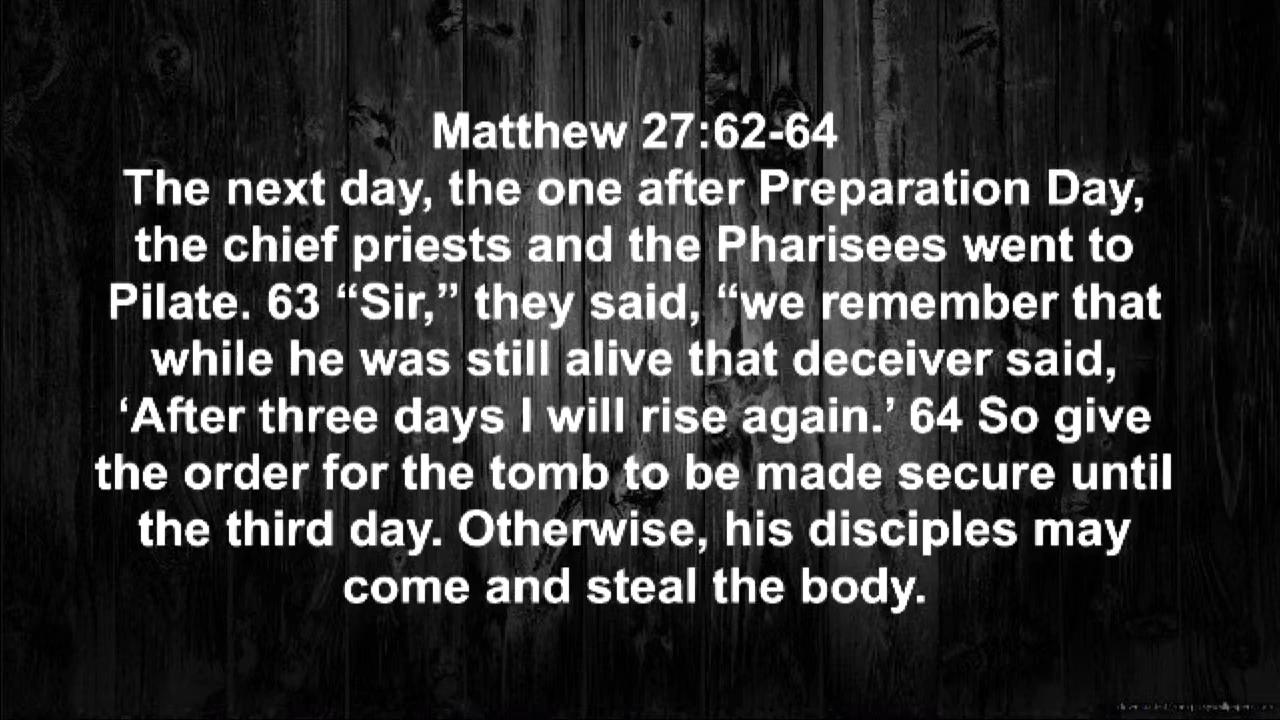 Matthew 27:62-64
The next day, the one after Preparation Day,
the chief priests and the Pharisees went to
Pilate. 63 “Sir,” they said, “we remember that
while he was still alive that deceiver said,
‘After three days I will rise again.’ 64 So give
the order for the tomb to be made secure until
the third day. Otherwise, his disciples may
come and steal the body.